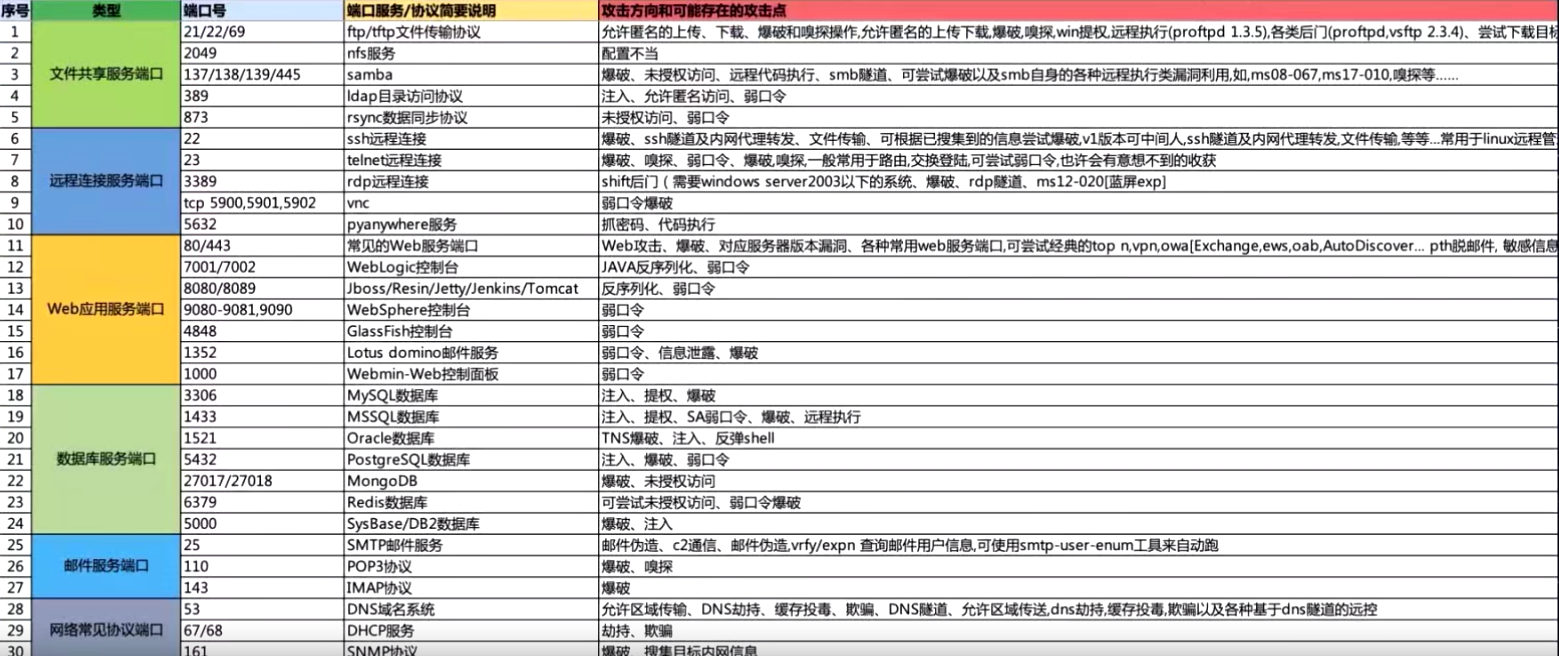 序号 类型 端口号 端口服务/协议简要说明 攻击方向和可能存在的攻击点
1 21/22/69 ftp/tftp文件传输协议 允许匿名的上传、下载、爆破和嗅探操作,允许匿名的上传下载,爆破,嗅探,win提权,远程执行(proftpd 1.3.5),各类后门(proftpd,vsftp 2.3.4)、尝试下载目标
2 2049 nfs服务 配置不当
3 文件共享服务端口 137/138/139/445 samba 爆破、未授权访问、远程代码执行、smb隧道、可尝试爆破以及smb自身的各种远程执行类漏洞利用,如,ms08-067,ms17-010,嗅探等......
4 389 ldap目录访问协议 注入、允许匿名访问、弱口令
5 873 rsync数据同步协议 未授权访问、弱口令
6 22 ssh远程连接 爆破、ssh隧道及内网代理转发、文件传输、可根据已搜集到的信息尝试爆破,v1版本可中间人,ssh隧道及内网代理转发,文件传输,等等...常用于linux远程管
7 23 telnet远程连接 爆破、嗅探、弱口令、爆破,嗅探,一般常用于路由,交换登陆,可尝试弱口令,也许会有意想不到的收获
8 远程连接服务端口 3389 rdp远程连接 shift后门（需要windows server2003以下的系统、爆破、rdp隧道、ms12-020[蓝屏exp]
9 tcp 5900,5901,5902 vnc 弱口令爆破
10 5632 pyanywhere服务 抓密码、代码执行
11 80/443 常见的Web服务端口 Web攻击、爆破、对应服务器版本漏洞、各种常用web服务端口,可尝试经典的top n,vpn,owa[Exchange,ews,oab,AutoDiscover... pth脱邮件, 敏感信息
12 7001/7002 WebLogic控制台 JAVA反序列化、弱口令
13 8080/8089 Jboss/Resin/Jetty/Jenkins/Tomcat 反序列化、弱口令
14 Web应用服务端口 9080-9081,9090 WebSphere控制台 弱口令
15 4848 GlassFish控制台 弱口令
16 1352 Lotus domino邮件服务 弱口令、信息泄露、爆破
17 1000 Webmin-Web控制面板 弱口令
18 3306 MySQL数据库 注入、提权、爆破
19 1433 MSSQL数据库 注入、提权、SA弱口令、爆破、远程执行
20 1521 Oracle数据库 TNS爆破、注入、反弹shell
21 数据库服务端口 5432 PostgreSQL数据库 注入、爆破、弱口令
22 27017/27018 MongoDB 爆破、未授权访问
23 6379 Redis数据库 可尝试未授权访问、弱口令爆破
24 5000 SysBase/DB2数据库 爆破、注入
25 25 SMTP邮件服务 邮件伪造、c2通信、邮件伪造,vrfy/expn 查询邮件用户信息,可使用smtp-user-enum工具来自动跑
26 邮件服务端口 110 POP3协议 爆破、嗅探
27 143 IMAP协议 爆破
28 53 DNS域名系统 允许区域传输、DNS劫持、缓存投毒、欺骗、DNS隧道、允许区域传送,dns劫持,缓存投毒,欺骗以及各种基于dns隧道的远控
29 网络常见协议端口 67/68 DHCP服务 劫持、欺骗
30 161 SNMP协议 爆破、搜集目标内网信息